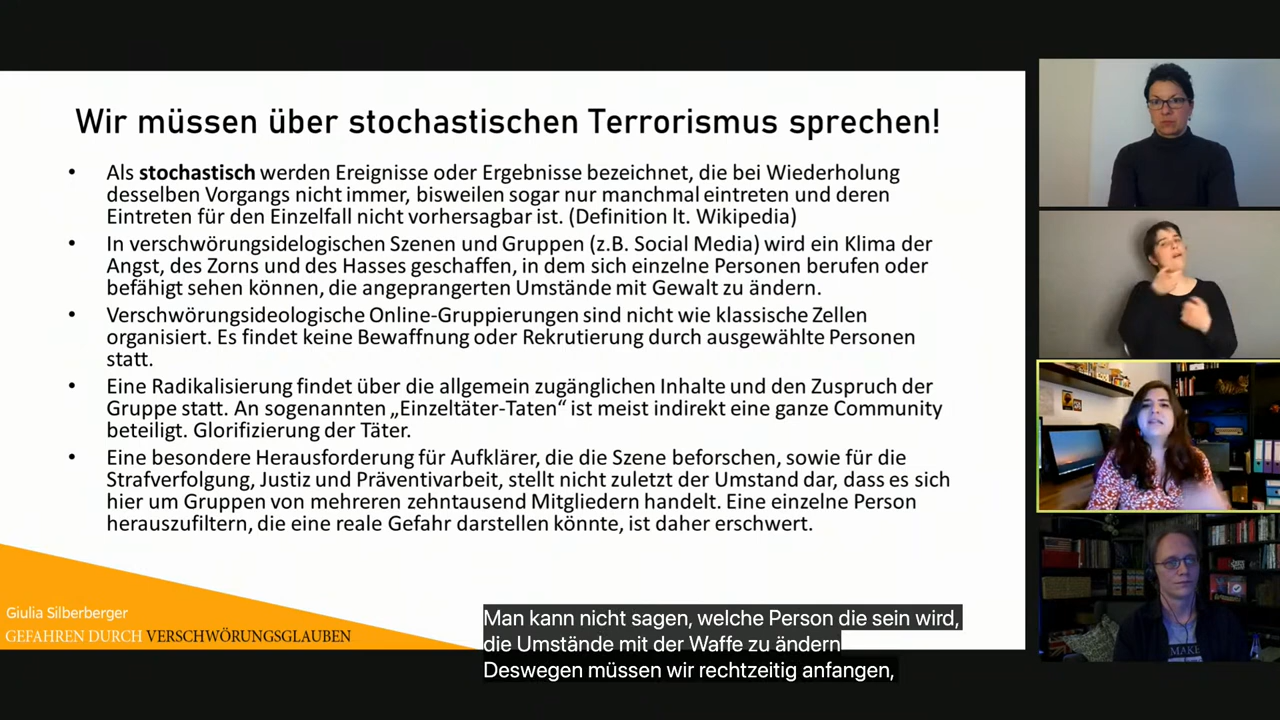 Wir müssen über stochastischen Terrorismus sprechen!
• Als stochastisch werden Ereignisse oder Ergebnisse bezeichnet, die bei Wiederholung
desselben Vorgangs nicht immer, bisweilen sogar nur manchmal eintreten und deren
Eintreten für den Einzelfall nicht vorhersagbar ist. (Definition lt. Wikipedia)
• In verschwörungsidelogischen Szenen und Gruppen (z.B. Social Media) wird ein Klima der
Angst, des Zorns und des Hasses geschaffen, in dem sich einzelne Personen berufen oder
befähigt sehen können, die angeprangerten Umstände mit Gewalt zu ändern.
• Verschwörungsideologische Online-Gruppierungen sind nicht wie klassische Zellen
organisiert. Es findet keine Bewaffnung oder Rekrutierung durch ausgewählte Personen
statt.
• Eine Radikalisierung findet über die allgemein zugänglichen Inhalte und den Zuspruch der
Gruppe statt. An sogenannten „Einzeltäter-Taten“ ist meist indirekt eine ganze Community
beteiligt. Glorifizierung der Täter.
• Eine besondere Herausforderung für Aufklärer, die die Szene beforschen, sowie für die
Strafverfolgung, Justiz und Präventivarbeit, stellt nicht zuletzt der Umstand dar, dass es sich
hier um Gruppen von mehreren zehntausend Mitgliedern handelt. Eine einzelne Person
herauszufiltern, die eine reale Gefahr darstellen könnte, ist daher erschwert.
Giulia Silberberger
GEFAHREN DURCH VERSCHWÖRUNGSGLAUBEN
Man kann nicht sagen, welche Person die sein wird,
die Umstände mit der Waffe zu ändern
Deswegen müssen wir rechtzeitig anfangen,
MAKE